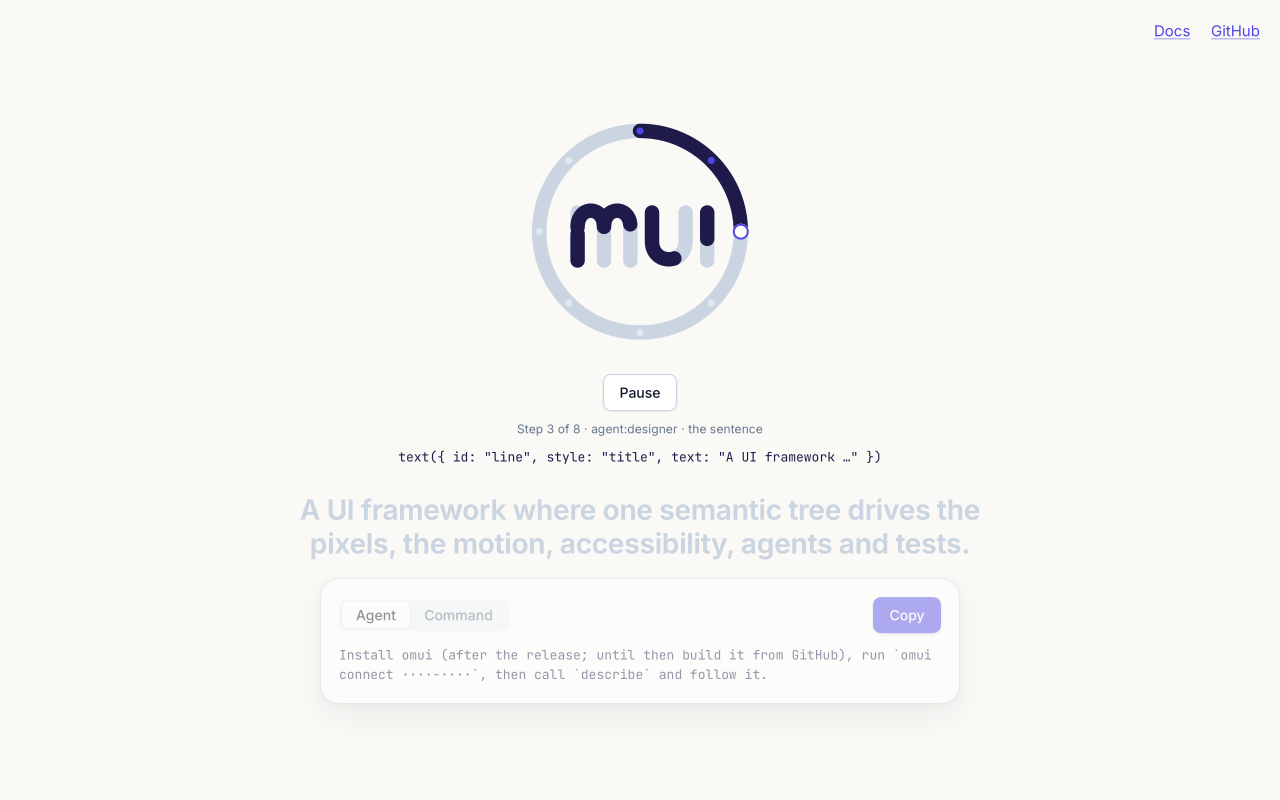 Docs GitHub
mui
Pause
Step 3 of 8 · agent:designer · the sentence
text({ id: "line", style: "title", text: "A UI framework …" })
A UI framework where one semantic tree drives the
pixels, the motion, accessibility, agents and tests.
Agent Command Copy
Install omui (after the release; until then build it from GitHub), run `omui
connect ····-····`, then call `describe` and follow it.